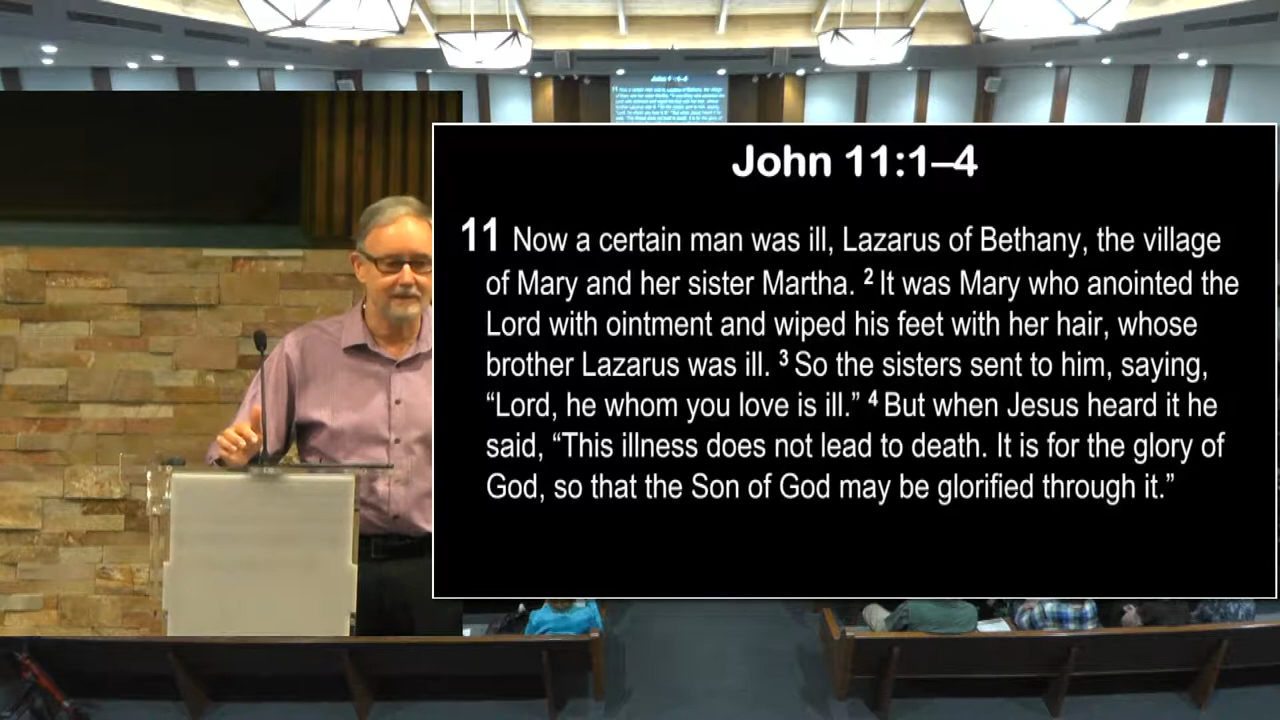 John 11:1–4
11 Now a certain man was ill, Lazarus of Bethany, the village
of Mary and her sister Martha. 2 It was Mary who anointed the
Lord with ointment and wiped his feet with her hair, whose
brother Lazarus was ill. 3 So the sisters sent to him, saying,
“Lord, he whom you love is ill.” 4 But when Jesus heard it he
said, “This illness does not lead to death. It is for the glory of
God, so that the Son of God may be glorified through it.”